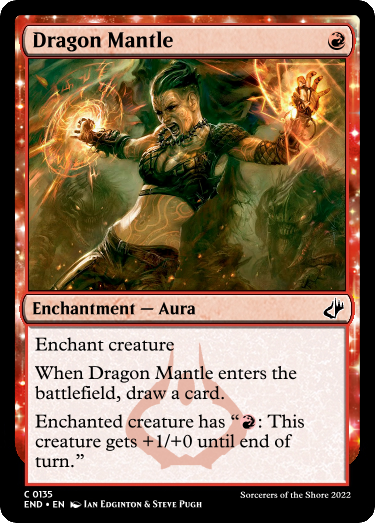 Dragon Mantle
Enchantment — Aura
Enchant creature
When Dragon Mantle enters the
battlefield, draw a card.
Enchanted creature has “: This
creature gets +1/+0 until end of
turn.”
C 0135
END • EN Ian Edginton & Steve Pugh
Sorcerers of the Shore 2022